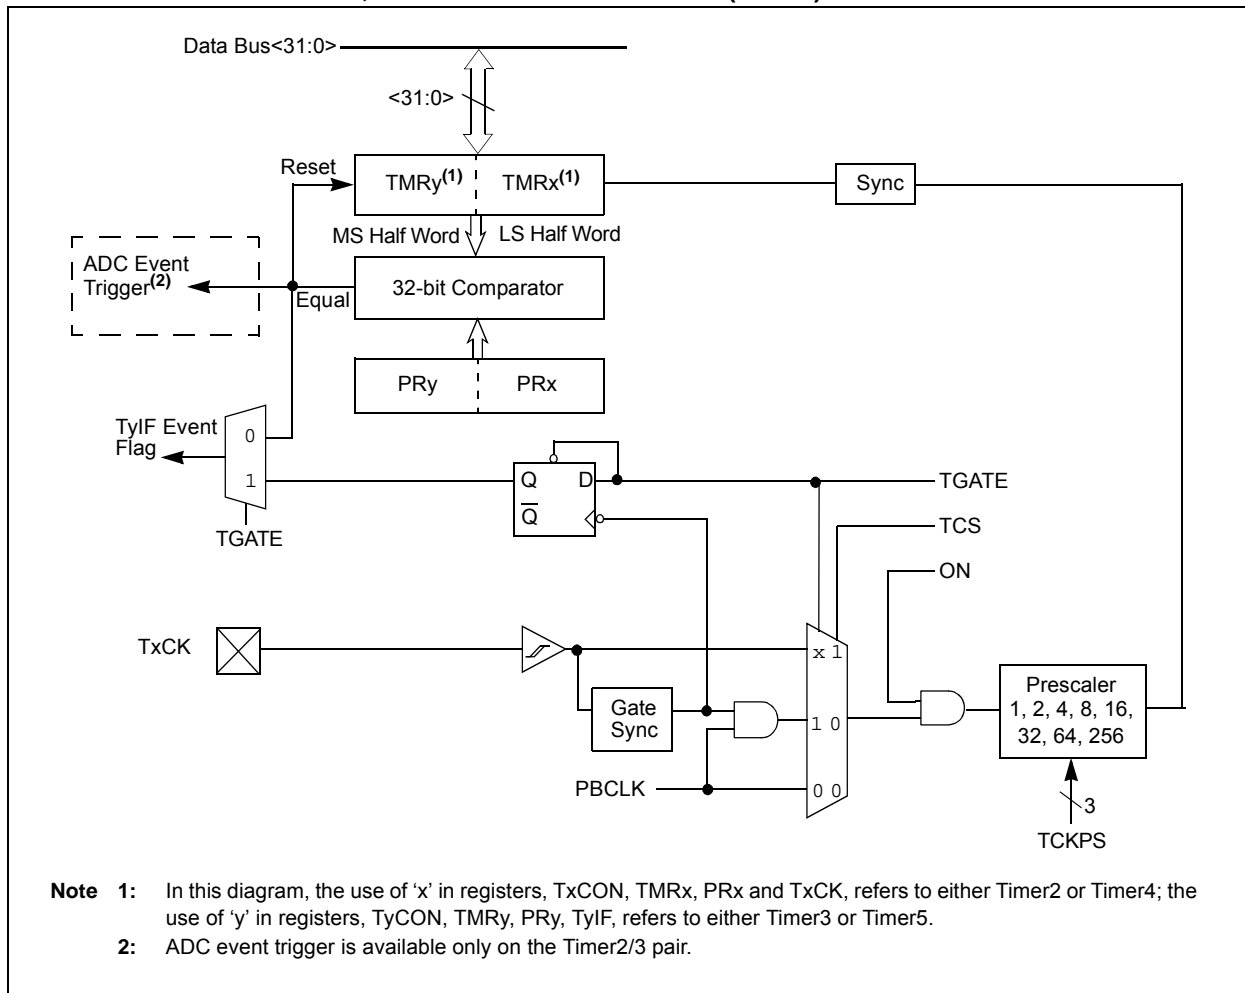 Data Bus<31:0>
<31:0>
Reset
TMRy(1) TMRx(1)
Sync
MS Half Word LS Half Word
ADC Event
Trigger(2)
Equal
32-bit Comparator
PRy PRx
TyIF Event
Flag
0
1
TGATE
Q D
Q
TGATE
TCS
ON
TxCK
x 1
Gate
Sync
1 0
Prescaler
1, 2, 4, 8, 16,
32, 64, 256
PBCLK
0 0
3
TCKPS
Note 1: In this diagram, the use of ‘x’ in registers, TxCON, TMRx, PRx and TxCK, refers to either Timer2 or Timer4; the
use of ‘y’ in registers, TyCON, TMRy, PRy, TyIF, refers to either Timer3 or Timer5.
2: ADC event trigger is available only on the Timer2/3 pair.